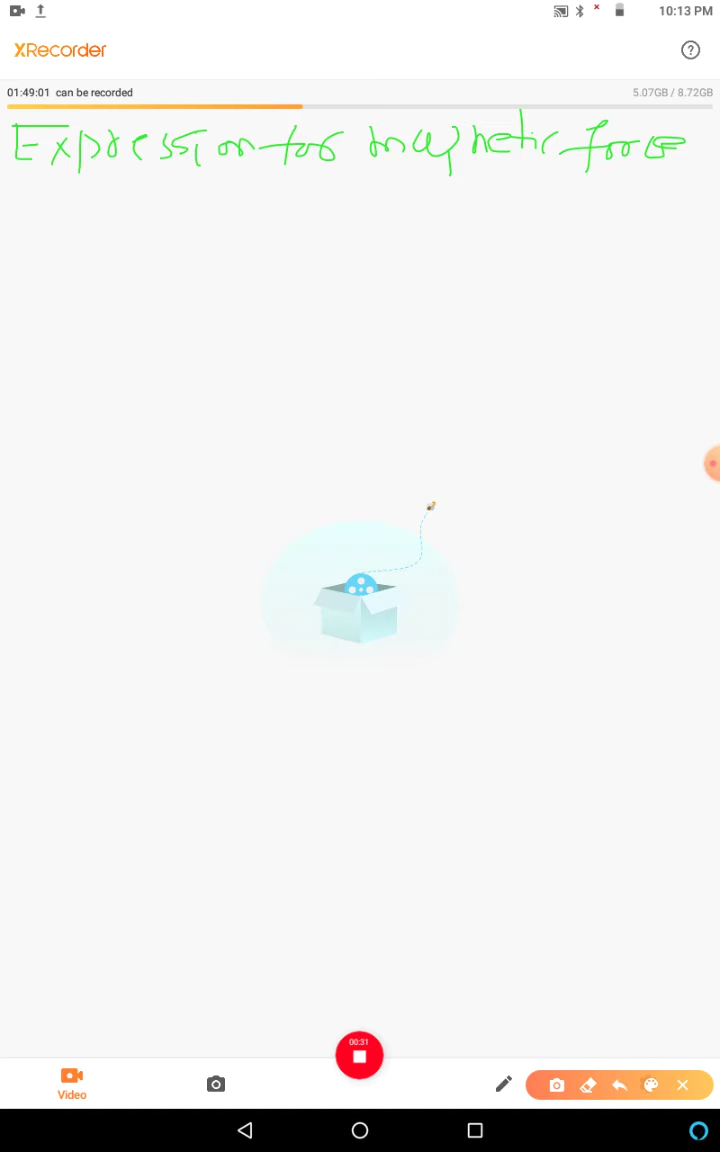 10:13 PM
XRecorder
01:49:01 can be recorded
5.07GB / 8.72GB
Expression for magnetic force
00:31
Video